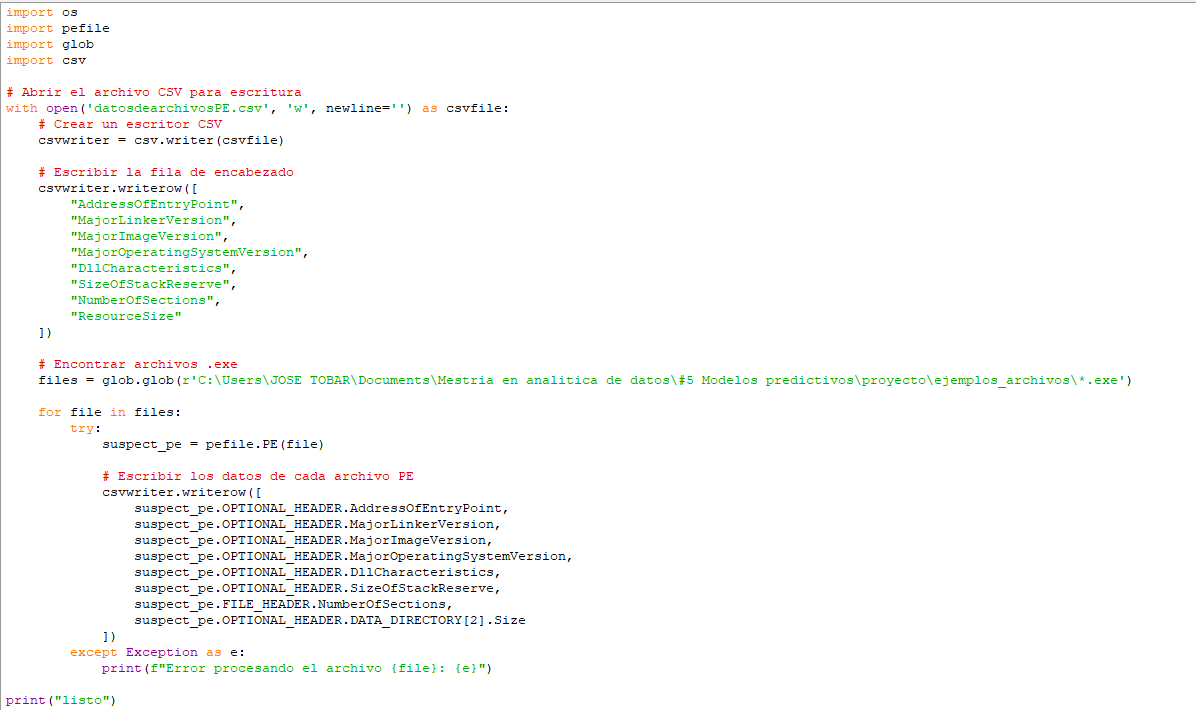 import os
import pefile
import glob
import csv

# Abrir el archivo CSV para escritura
with open('datosdearchivosPE.csv', 'w', newline='') as csvfile:
    # Crear un escritor CSV
    csvwriter = csv.writer(csvfile)

    # Escribir la fila de encabezado
    csvwriter.writerow([
        "AddressOfEntryPoint",
        "MajorLinkerVersion",
        "MajorImageVersion",
        "MajorOperatingSystemVersion",
        "DllCharacteristics",
        "SizeOfStackReserve",
        "NumberOfSections",
        "ResourceSize"
    ])

    # Encontrar archivos .exe
    files = glob.glob(r'C:\Users\JOSE TOBAR\Documents\Mestria en analitica de datos\#5 Modelos predictivos\proyecto\ejemplos_archivos\*.exe')

    for file in files:
        try:
            suspect_pe = pefile.PE(file)

            # Escribir los datos de cada archivo PE
            csvwriter.writerow([
                suspect_pe.OPTIONAL_HEADER.AddressOfEntryPoint,
                suspect_pe.OPTIONAL_HEADER.MajorLinkerVersion,
                suspect_pe.OPTIONAL_HEADER.MajorImageVersion,
                suspect_pe.OPTIONAL_HEADER.MajorOperatingSystemVersion,
                suspect_pe.OPTIONAL_HEADER.DllCharacteristics,
                suspect_pe.OPTIONAL_HEADER.SizeOfStackReserve,
                suspect_pe.FILE_HEADER.NumberOfSections,
                suspect_pe.OPTIONAL_HEADER.DATA_DIRECTORY[2].Size
            ])
        except Exception as e:
            print(f"Error procesando el archivo {file}: {e}")

print("listo")